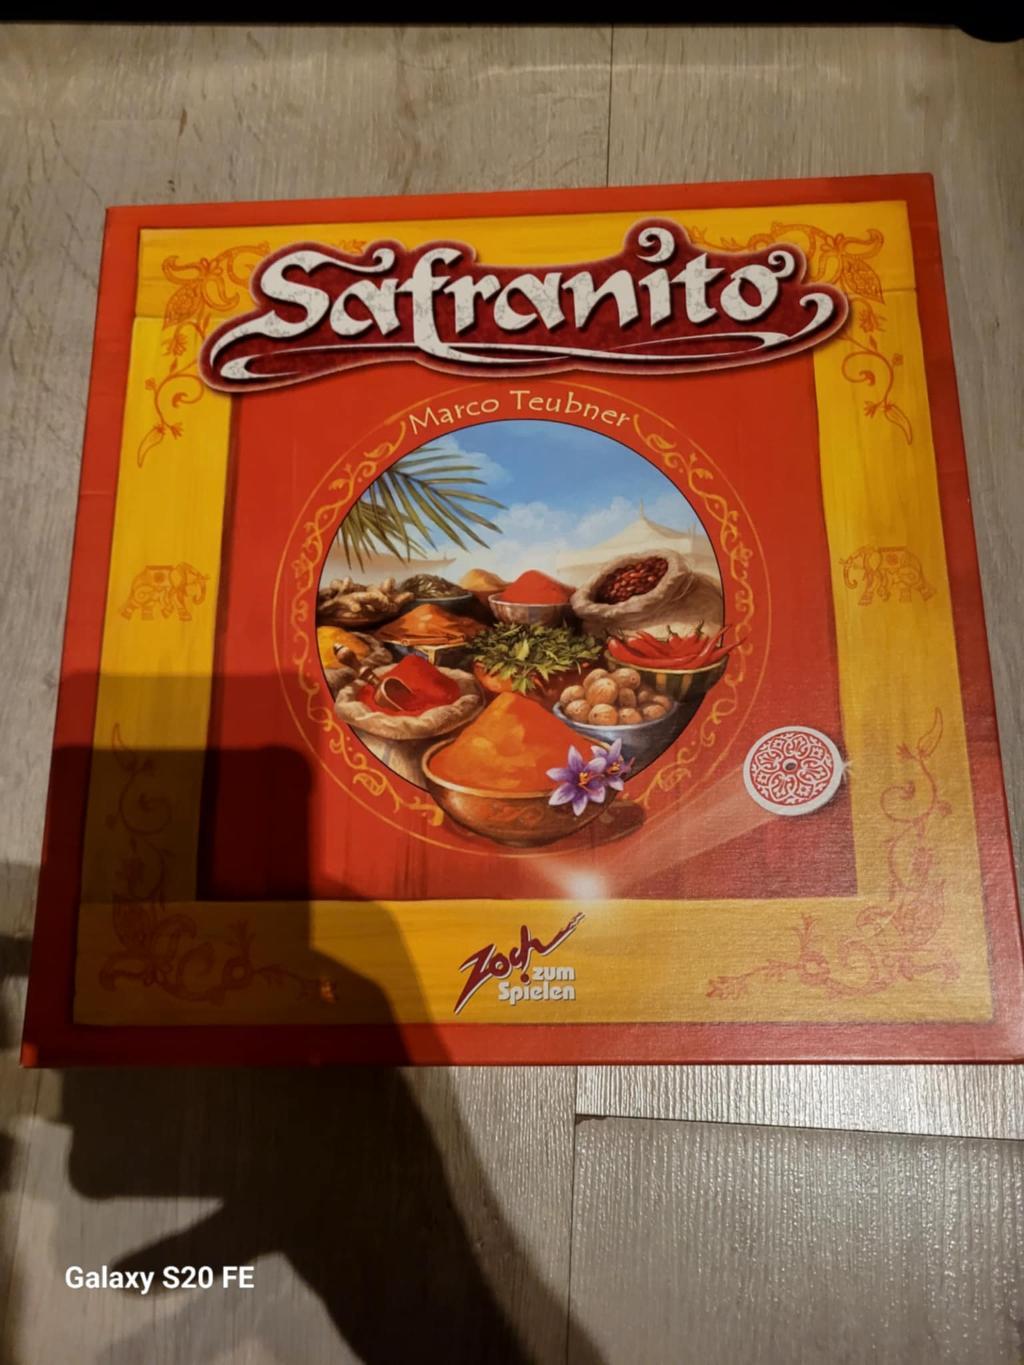 Safranito
Marco Teubner
Zoch
zum
Spielen
Galaxy S20 FE